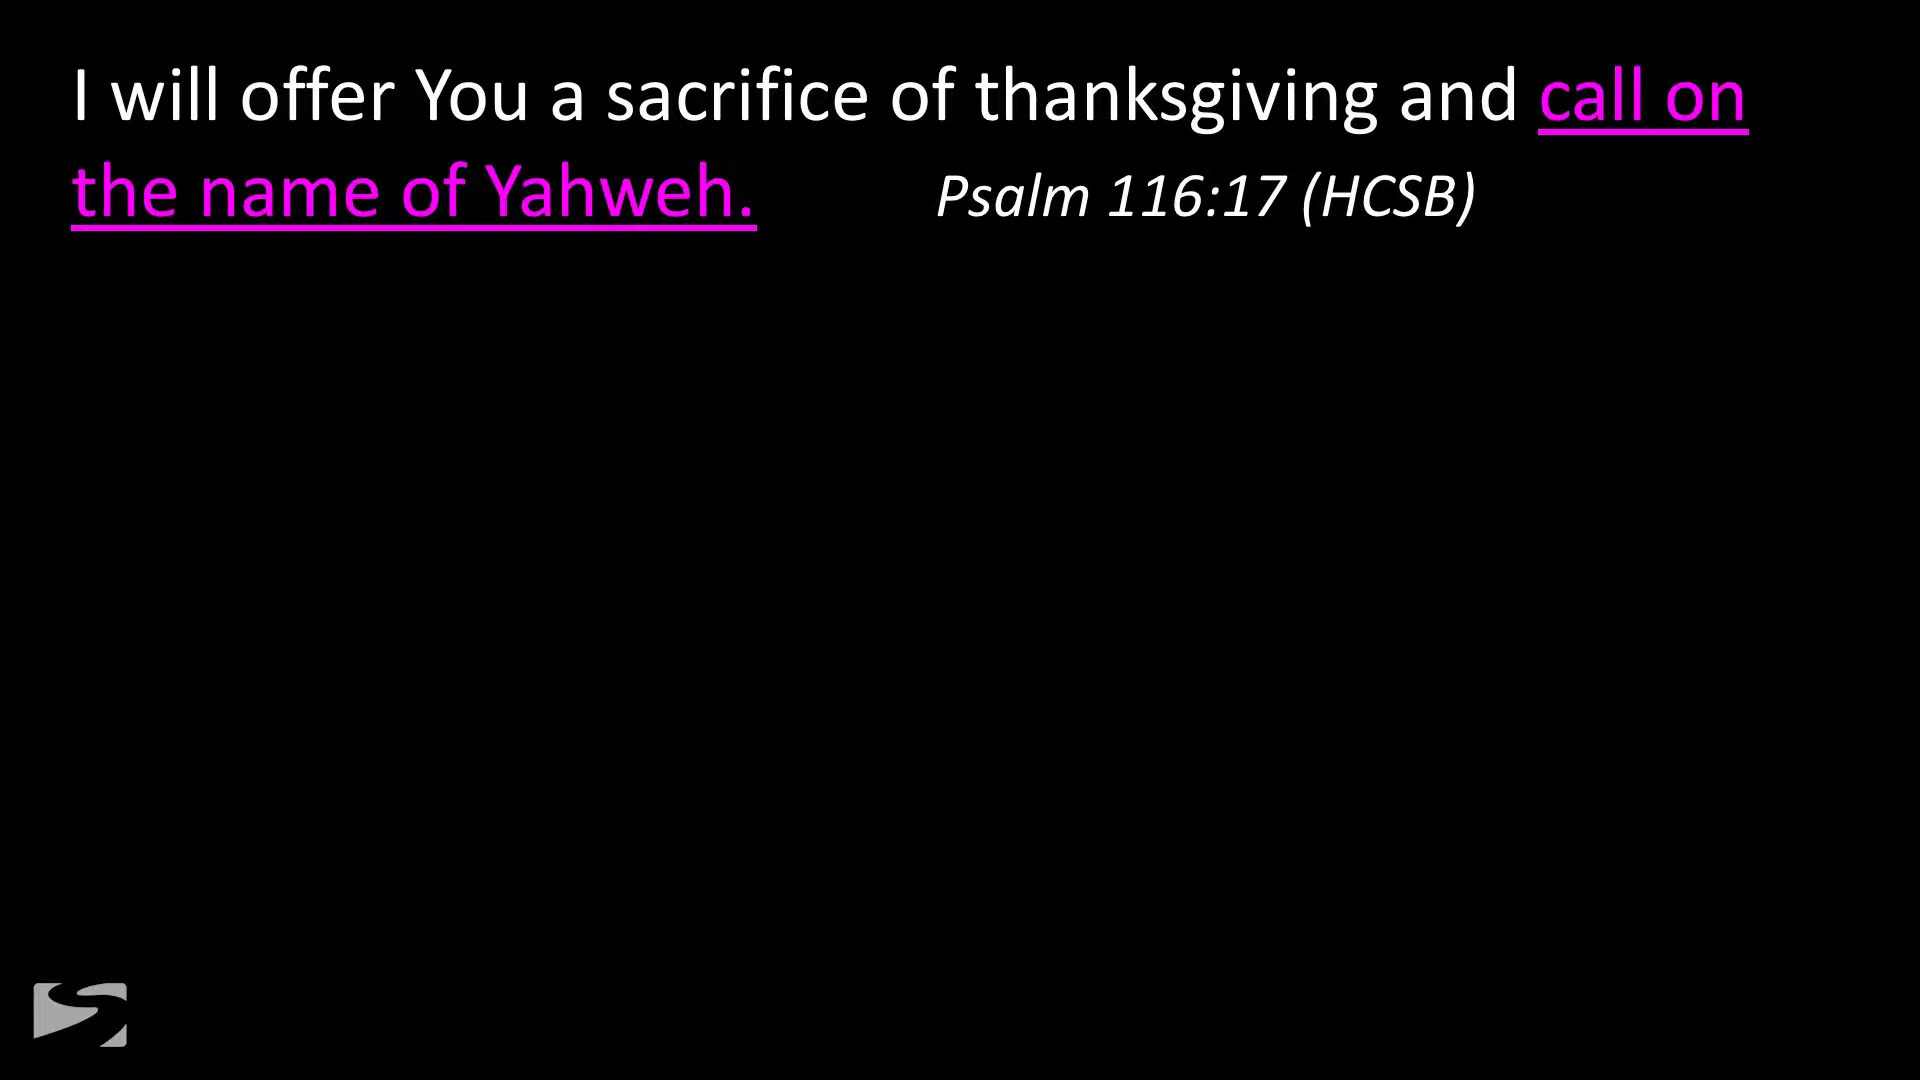 I will offer You a sacrifice of thanksgiving and call on
the name of Yahweh. Psalm 116:17 (HCSB)